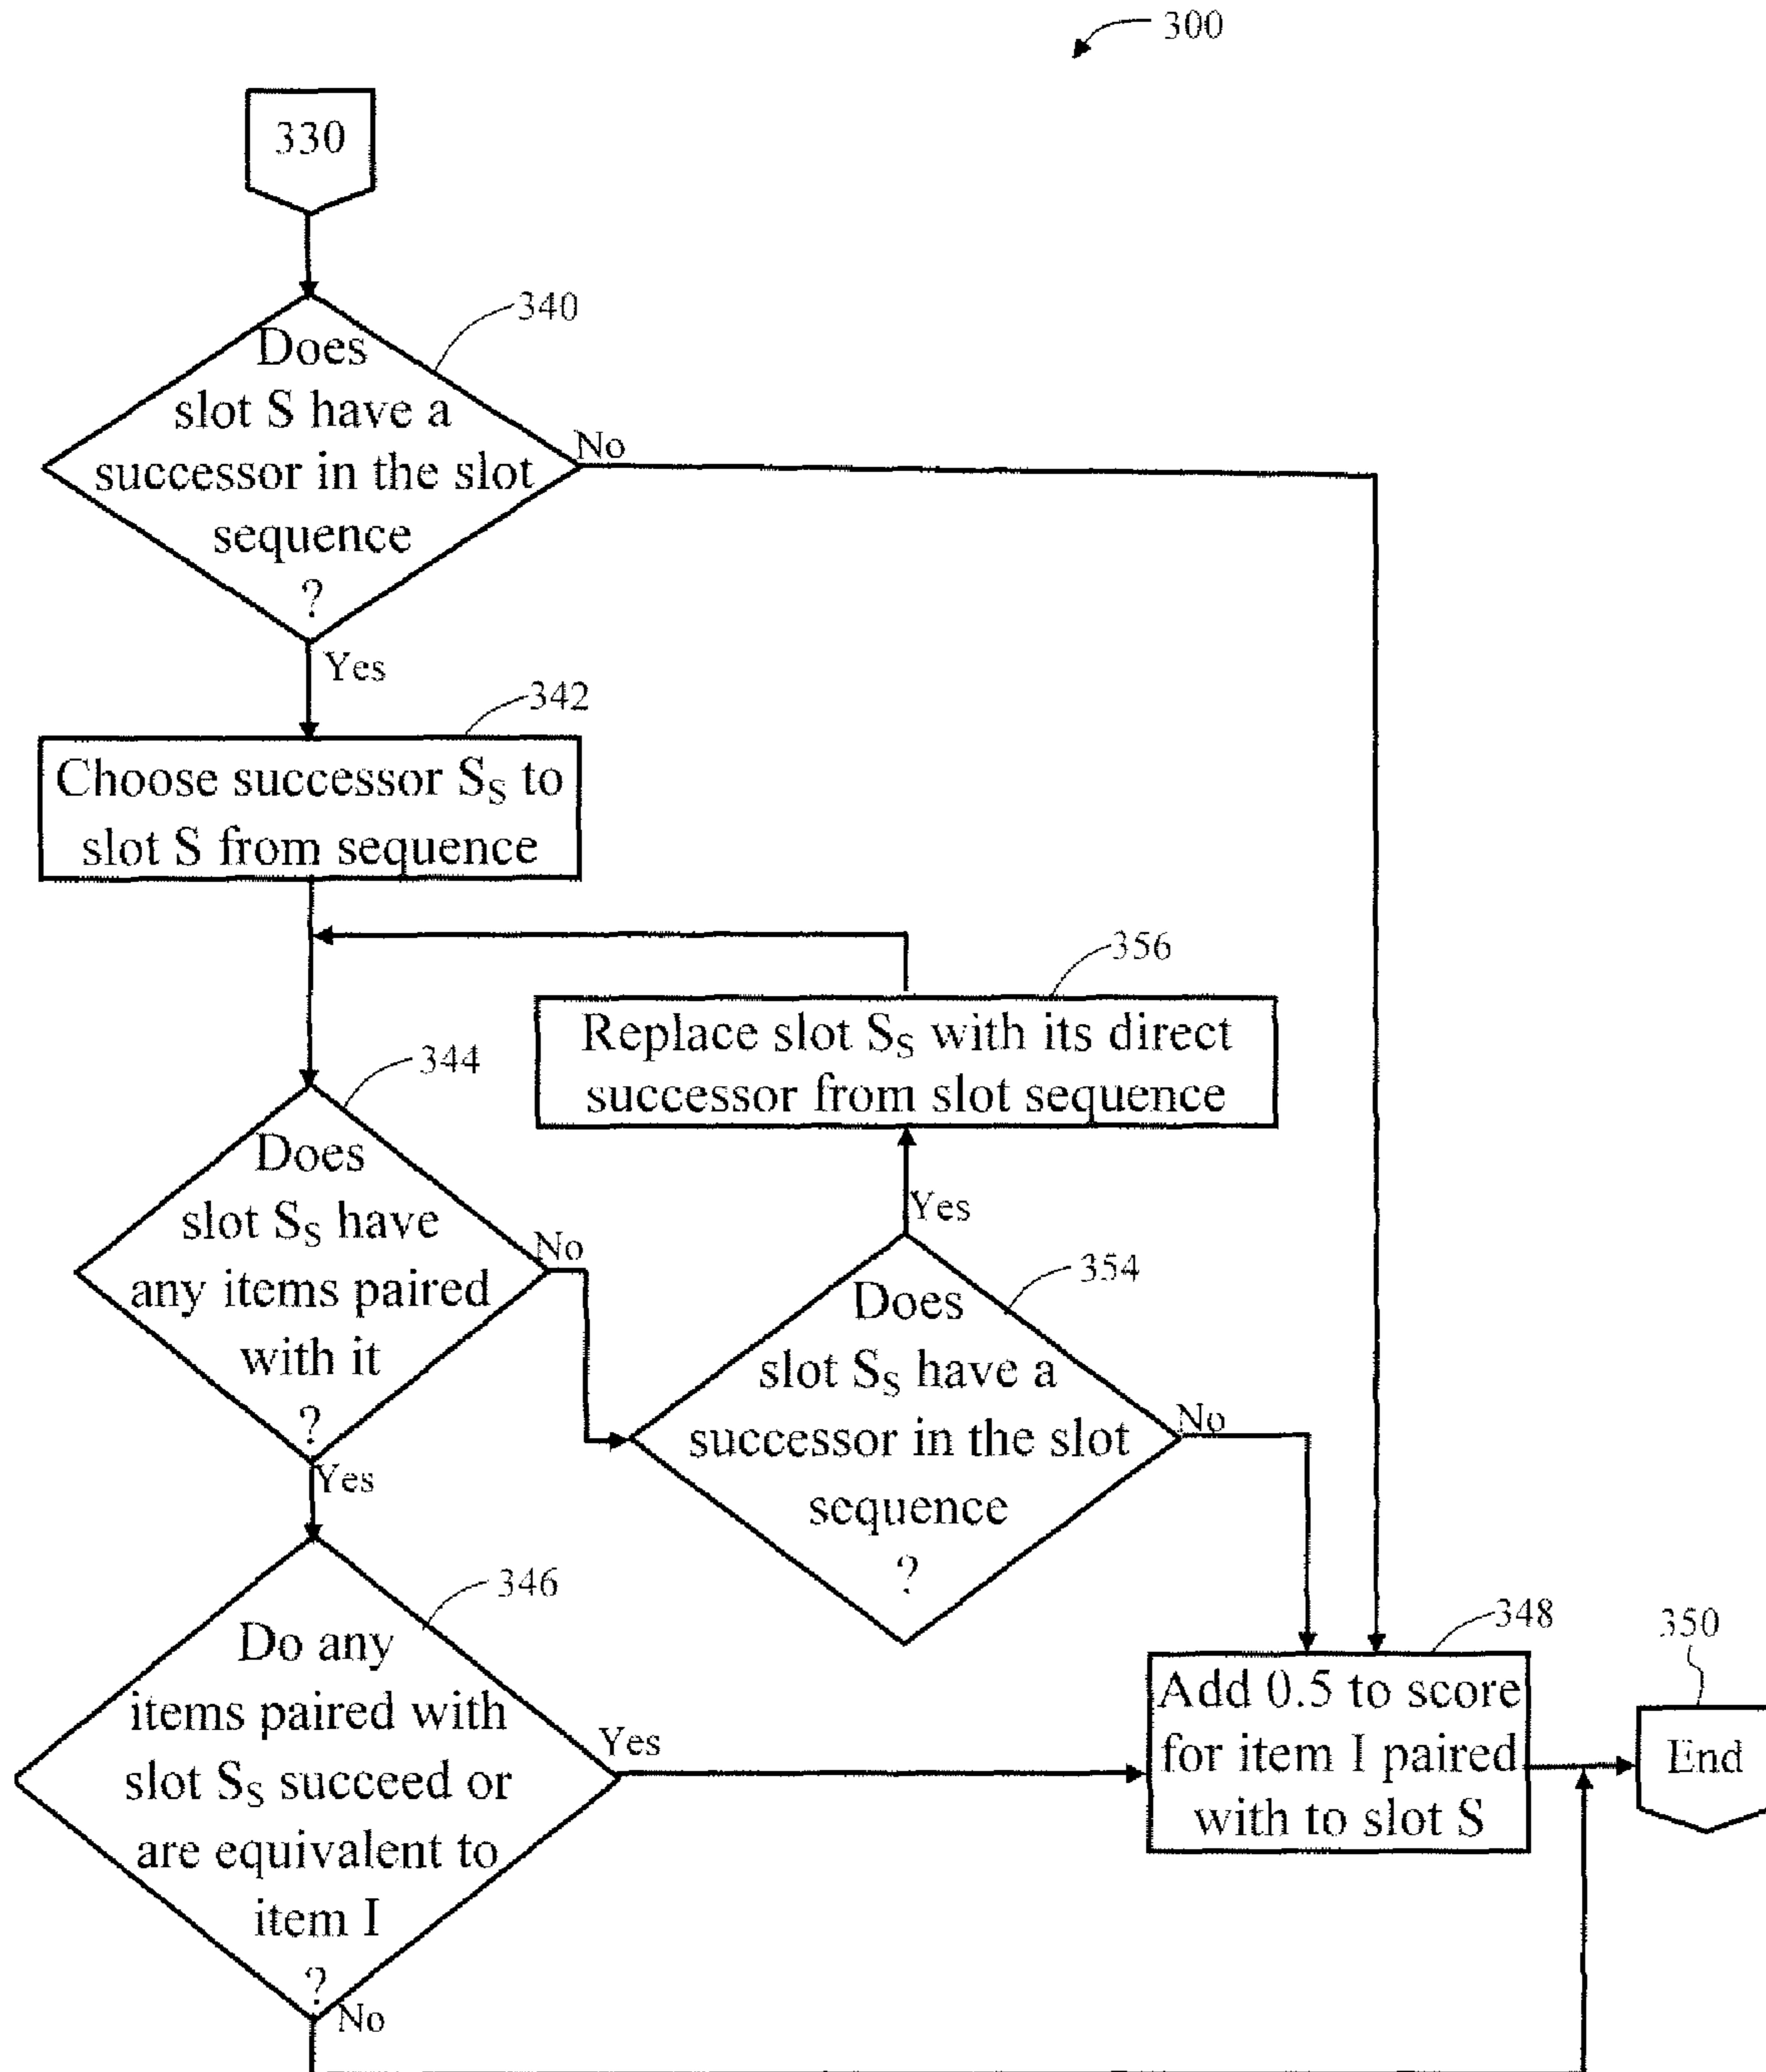 300
330
340
Does
slot S have a
successor in the slot
sequence
?
No
Yes
342
Choose successor S_S to
slot S from sequence
356
Replace slot S_S with its direct
successor from slot sequence
344
Does
slot S_S have
any items paired
with it
?
No
Yes
354
Does
slot S_S have a
successor in the slot
sequence
?
Yes
No
346
Do any
items paired with
slot S_S succeed or
are equivalent to
item I
?
Yes
No
348
Add 0.5 to score
for item I paired
with to slot S
350
End